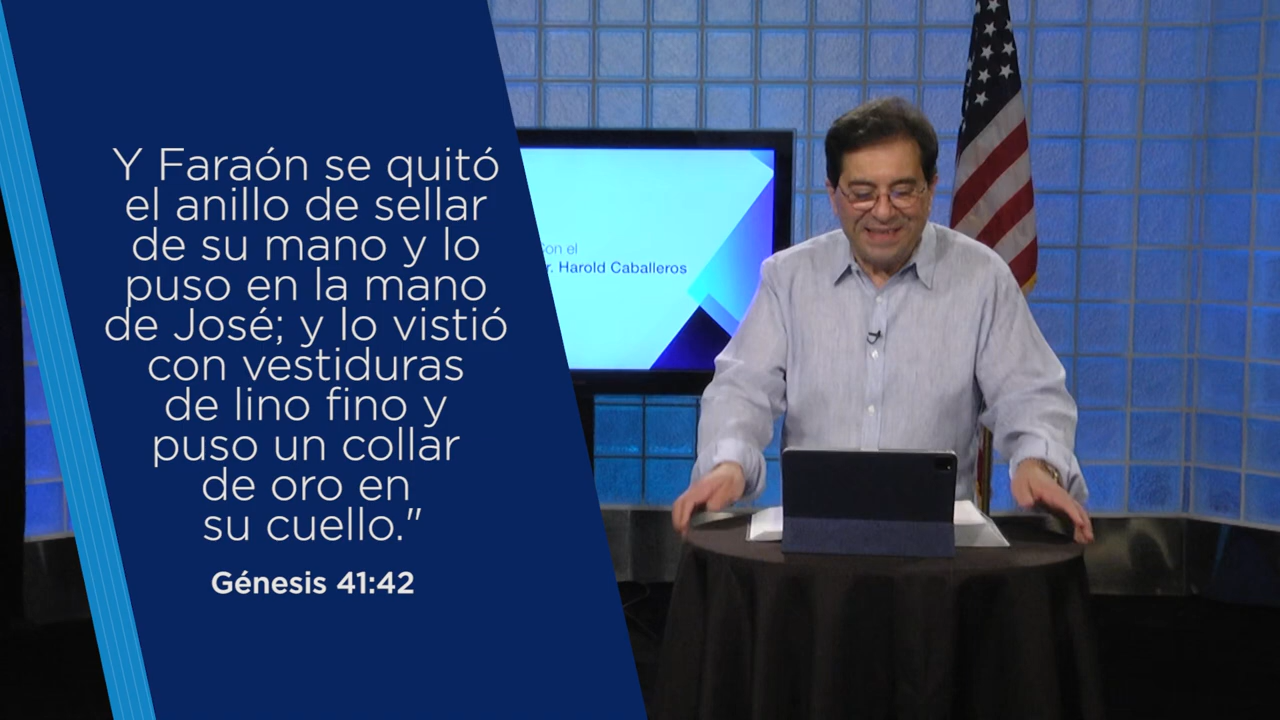 Y Faraón se quitó
el anillo de sellar
de su mano y lo
puso en la mano
de José; y lo vistió
con vestiduras
de lino fino y
puso un collar
de oro en
su cuello."
Génesis 41:42
on el
r. Harold Caballeros